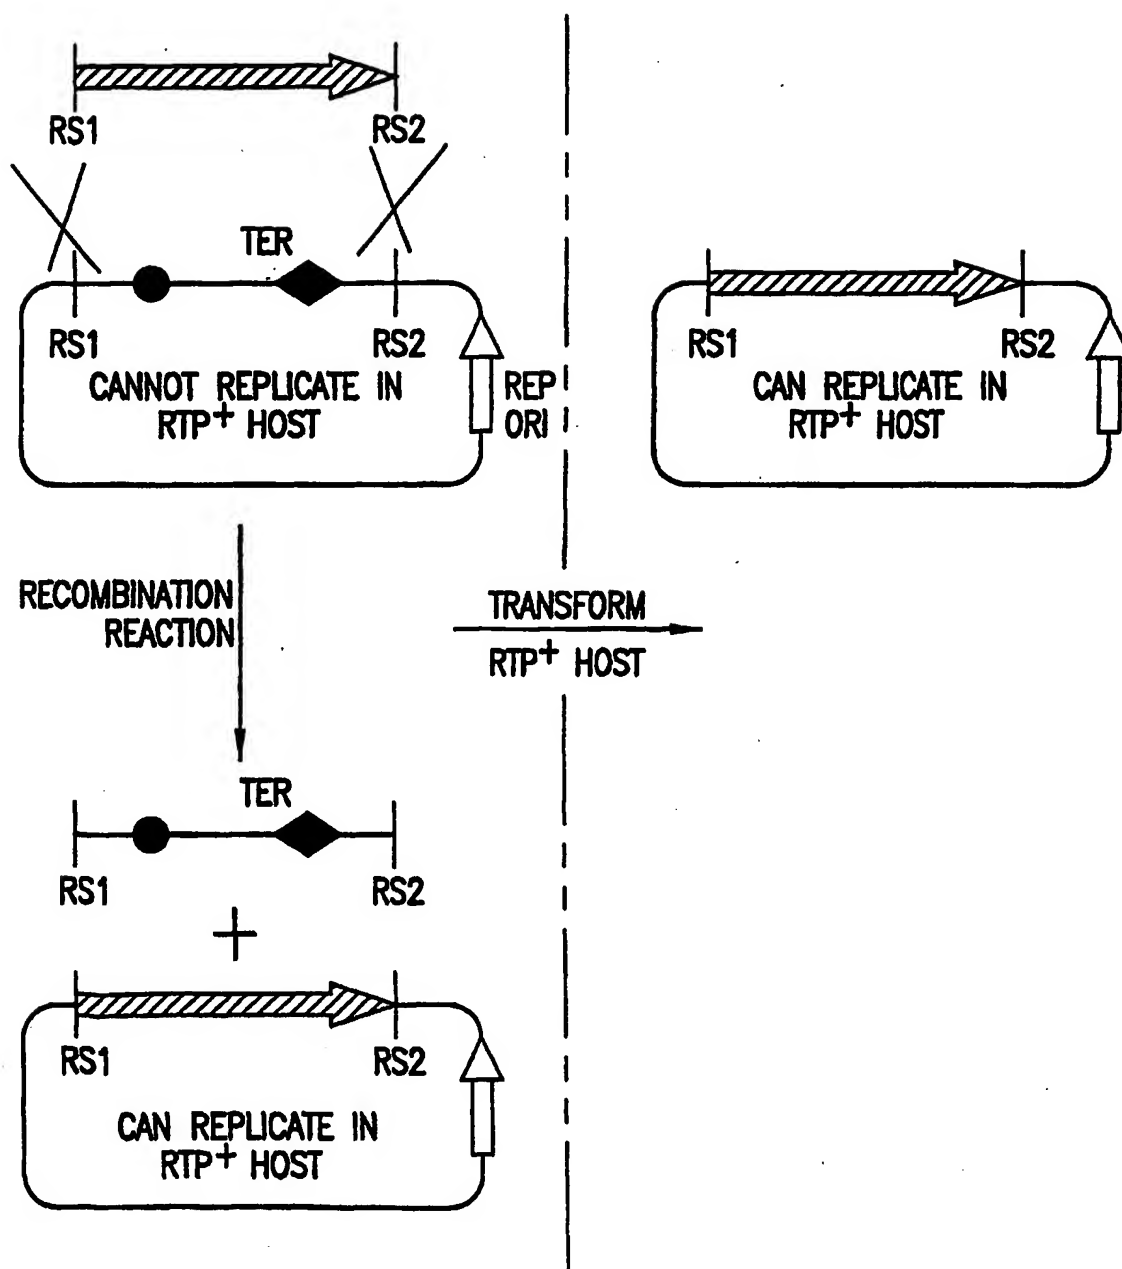 RS1
RS2
TER
RS1
RS2
CANNOT REPLICATE IN
RTP+ HOST
REP
ORI
RECOMBINATION
REACTION
TER
RS1
RS2
+
RS1
RS2
CAN REPLICATE IN
RTP+ HOST
TRANSFORM
RTP+ HOST
RS1
RS2
CAN REPLICATE IN
RTP+ HOST